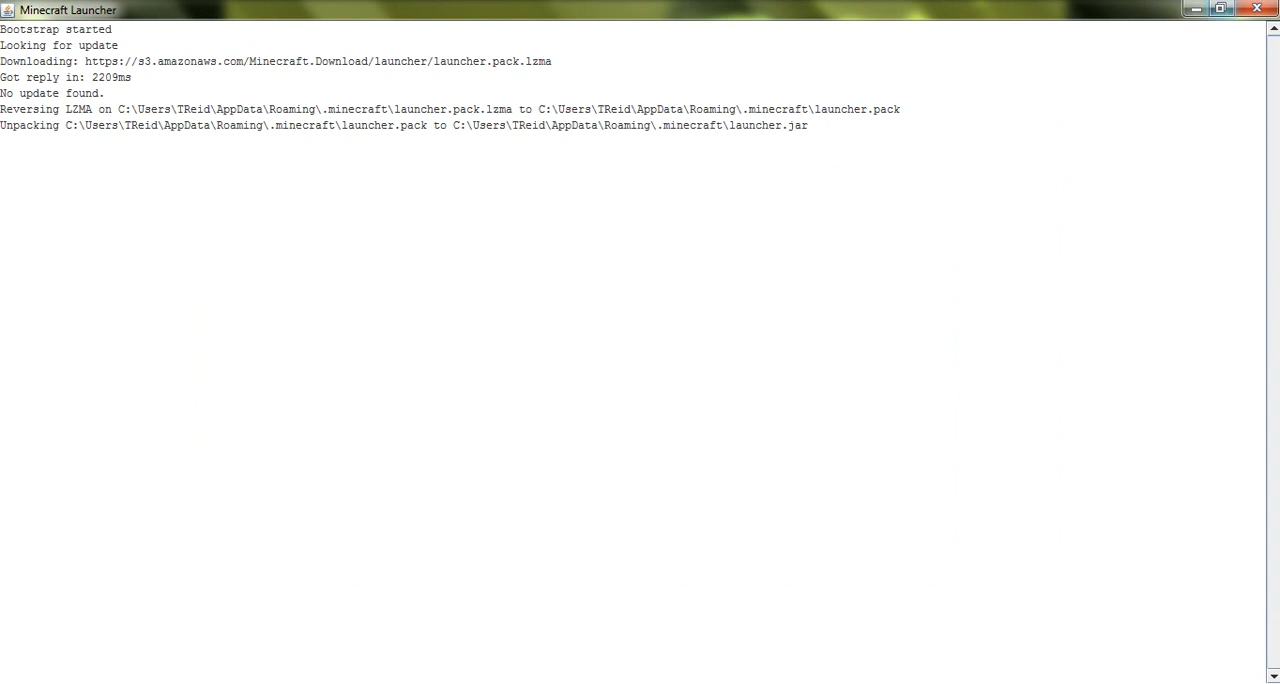 Minecraft Launcher
Bootstrap started
Looking for update
Downloading: https://s3.amazonaws.com/Minecraft.Download/launcher/launcher.pack.lzma
Got reply in: 2209ms
No update found.
Reversing LZMA on C:\Users\TReid\AppData\Roaming\.minecraft\launcher.pack.lzma to C:\Users\TReid\AppData\Roaming\.minecraft\launcher.pack
Unpacking C:\Users\TReid\AppData\Roaming\.minecraft\launcher.pack to C:\Users\TReid\AppData\Roaming\.minecraft\launcher.jar